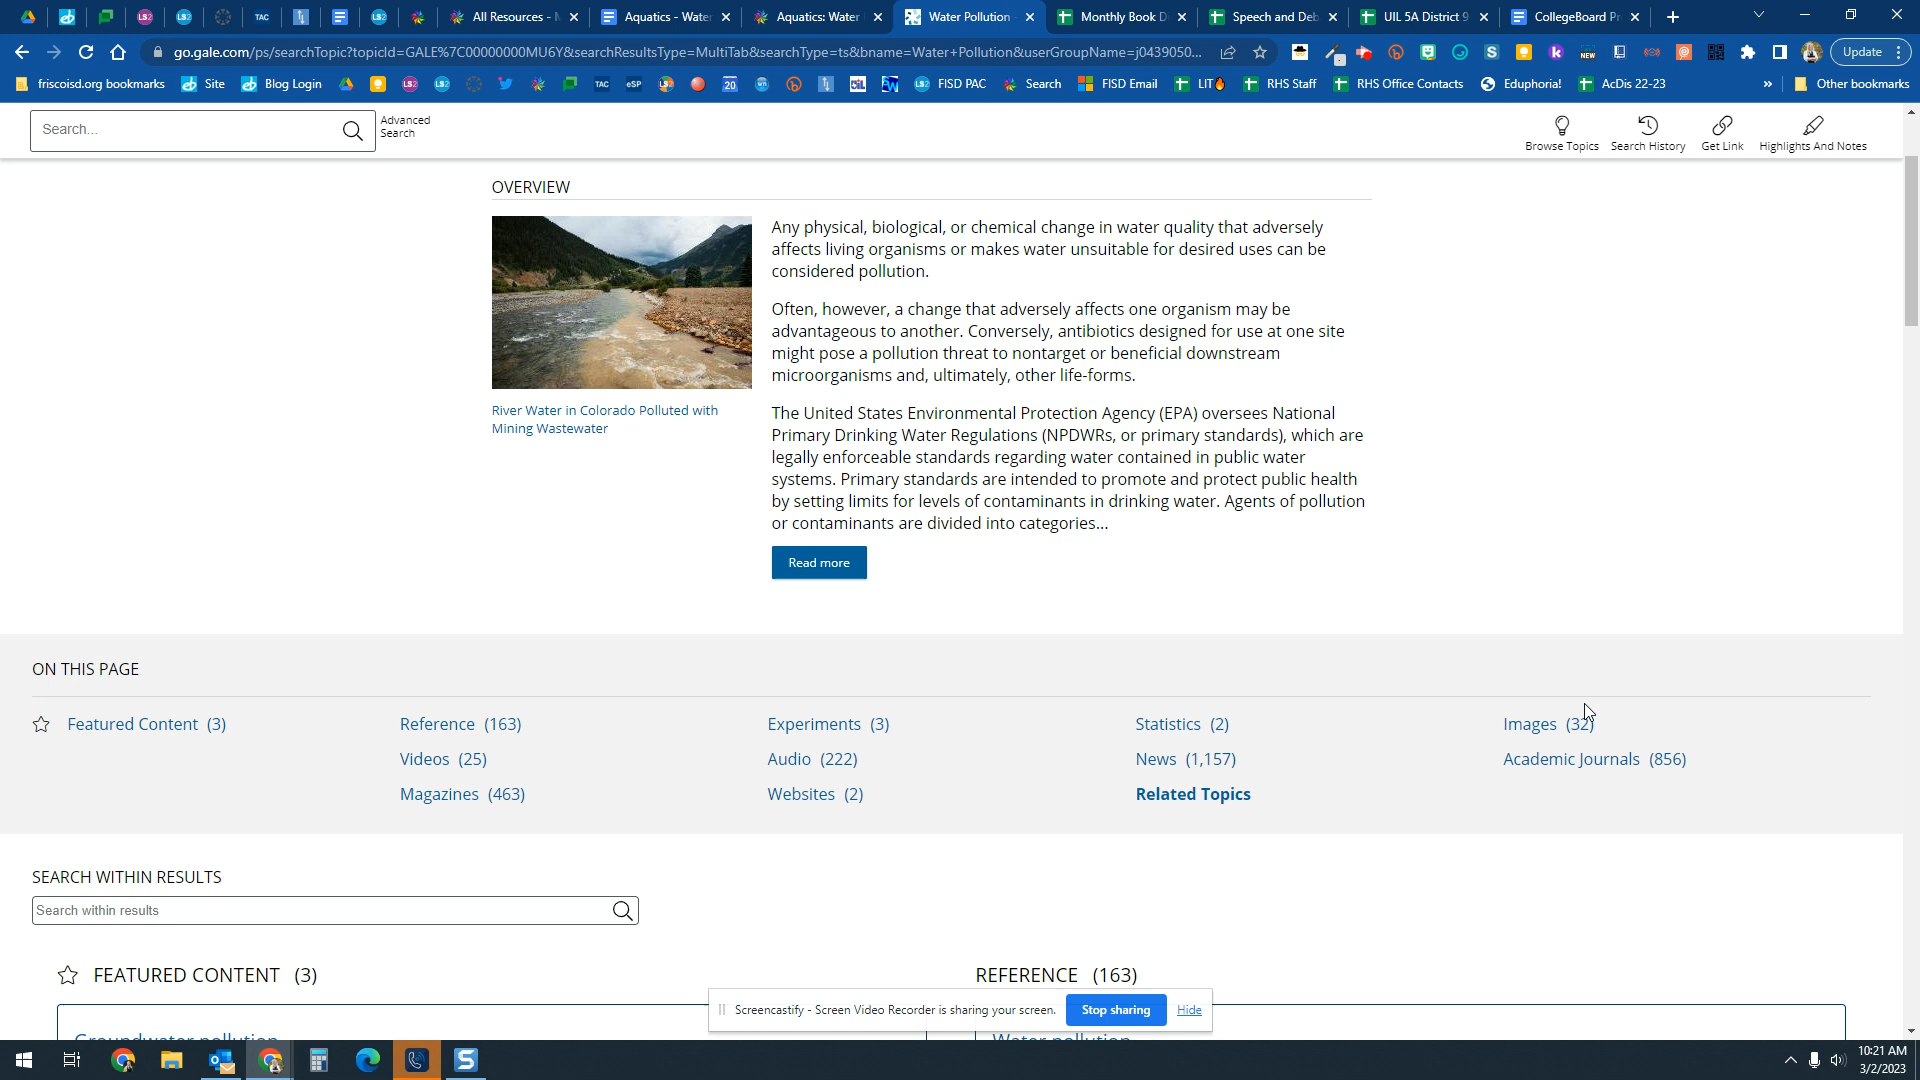 All Resources -
Aquatics - Wate
Aquatics: Water
Water Pollution
Monthly Book D
Speech and Deb
UIL 5A District 9
CollegeBoard Pr
go.gale.com/ps/searchTopic?topicId=GALE%7C00000000MU6Y&searchResultsType=MultiTab&searchType=ts&bname=Water+Pollution&userGroupName=j0439050...
Update
friscoisd.org bookmarks
Site
Blog Login
FISD PAC
Search
FISD Email
LIT
RHS Staff
RHS Office Contacts
Eduphoria!
AcDis 22-23
»
Other bookmarks
Search...
Advanced
Search
Browse Topics
Search History
Get Link
Highlights And Notes
OVERVIEW
Any physical, biological, or chemical change in water quality that adversely
affects living organisms or makes water unsuitable for desired uses can be
considered pollution.
Often, however, a change that adversely affects one organism may be
advantageous to another. Conversely, antibiotics designed for use at one site
might pose a pollution threat to nontarget or beneficial downstream
microorganisms and, ultimately, other life-forms.
River Water in Colorado Polluted with
Mining Wastewater
The United States Environmental Protection Agency (EPA) oversees National
Primary Drinking Water Regulations (NPDWRs, or primary standards), which are
legally enforceable standards regarding water contained in public water
systems. Primary standards are intended to promote and protect public health
by setting limits for levels of contaminants in drinking water. Agents of pollution
or contaminants are divided into categories...
Read more
ON THIS PAGE
Featured Content (3)
Reference (163)
Experiments (3)
Statistics (2)
Images (32)
Videos (25)
Audio (222)
News (1,157)
Academic Journals (856)
Magazines (463)
Websites (2)
Related Topics
SEARCH WITHIN RESULTS
Search within results
FEATURED CONTENT (3)
REFERENCE (163)
Screencastify - Screen Video Recorder is sharing your screen.
Stop sharing
Hide
Groundwater pollution
Water pollution
10:21 AM
3/2/2023